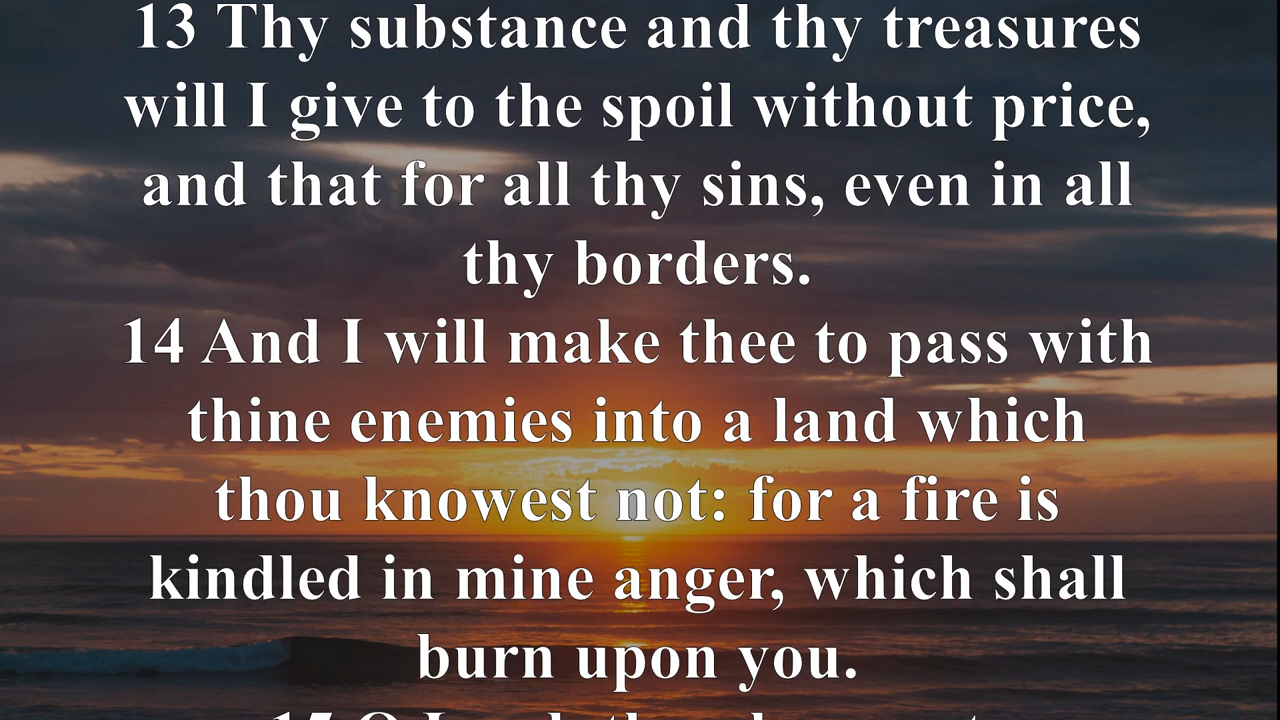 13 Thy substance and thy treasures
will I give to the spoil without price,
and that for all thy sins, even in all
thy borders.
14 And I will make thee to pass with
thine enemies into a land which
thou knowest not: for a fire is
kindled in mine anger, which shall
burn upon you.